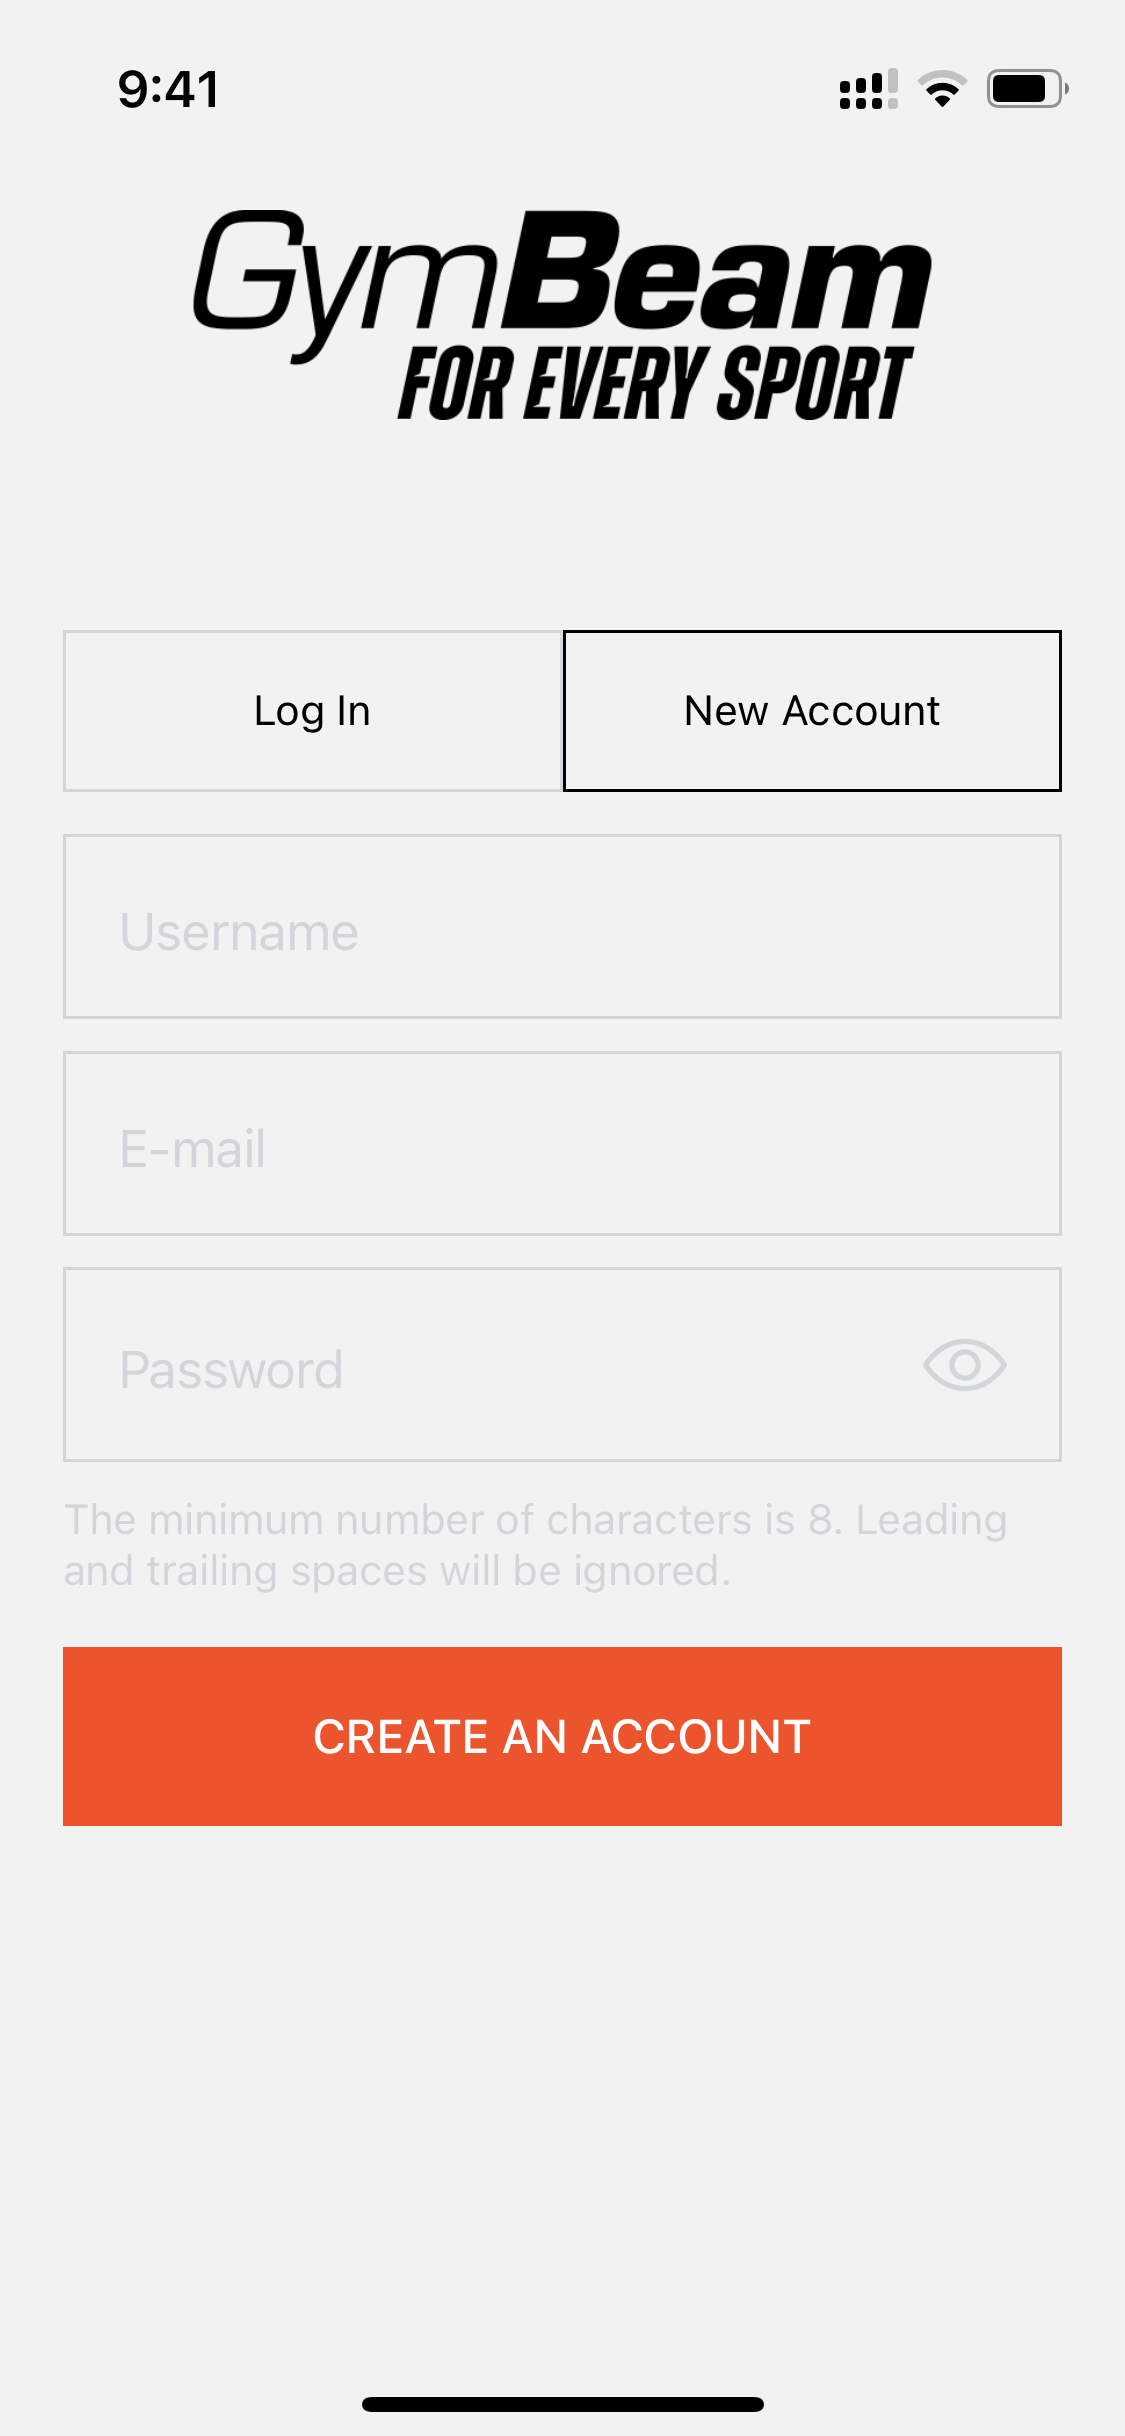 9:41
GymBeam
FOR EVERY SPORT
Log In
New Account
Username
E-mail
Password
The minimum number of characters is 8. Leading
and trailing spaces will be ignored.
CREATE AN ACCOUNT